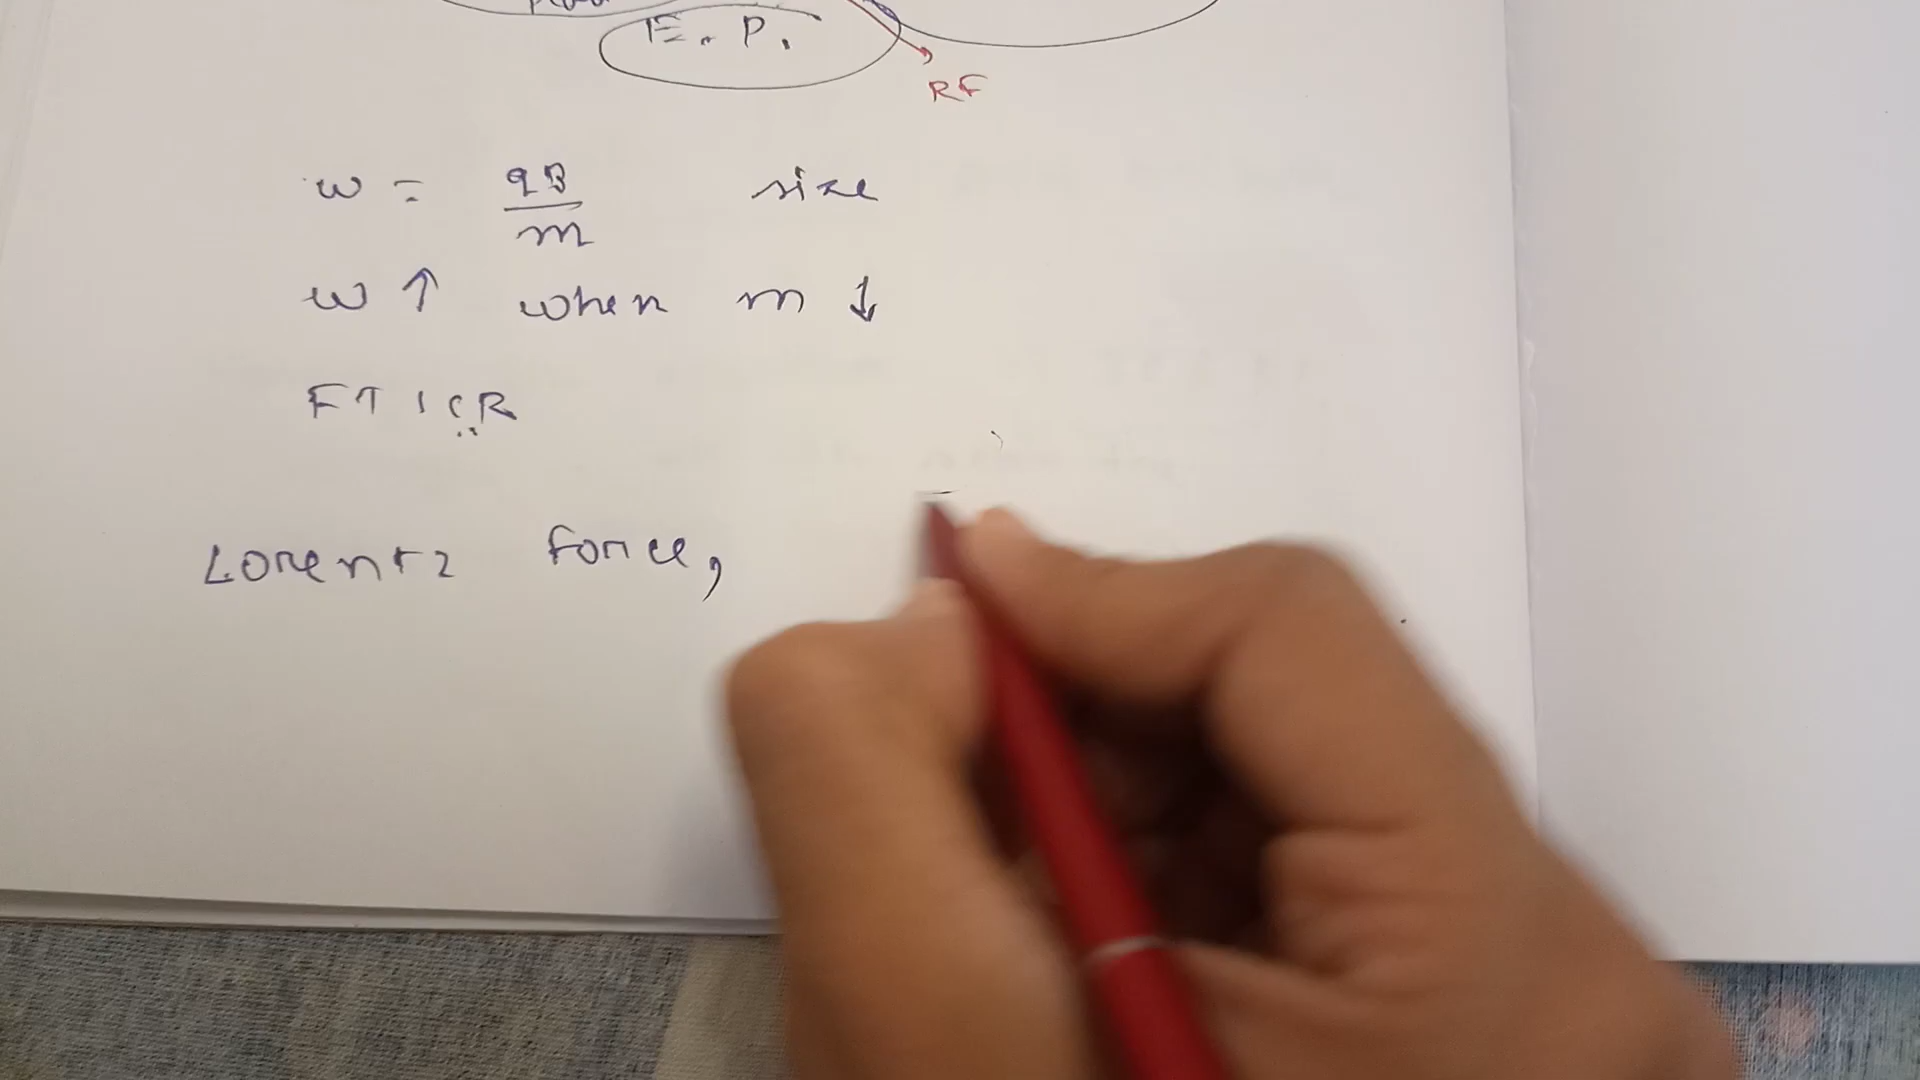 E. P.
RF
w = qB/m size
w ↑ when m ↓
FT ICR
Lorentz force,